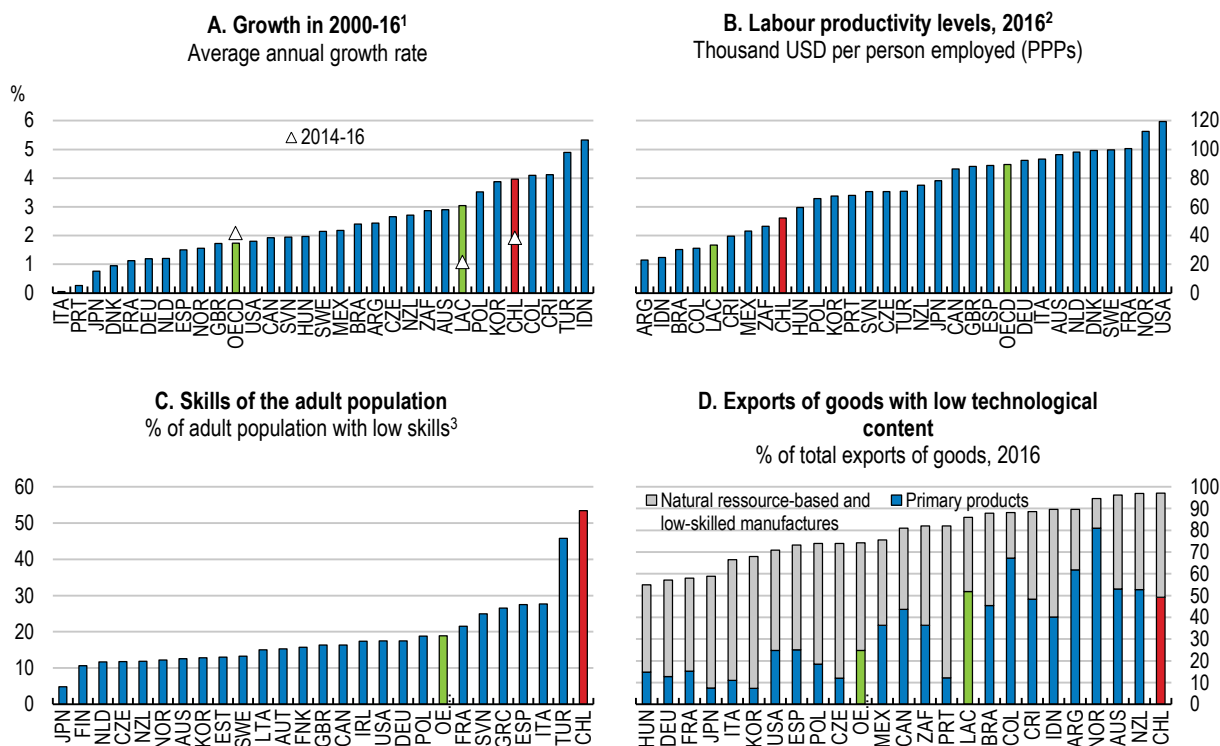 A. Growth in 2000-16¹
Average annual growth rate
%
6
5
4
3
2
1
0
△ 2014-16
ITA
PRT
JPN
DNK
FRA
DEU
NLD
ESP
NOR
GBR
OECD
USA
CAN
SVN
HUN
SWE
MEX
BRA
ARG
CZE
NZL
ZAF
AUS
LAC
POL
KOR
CHL
COL
CRI
TUR
IDN
B. Labour productivity levels, 2016²
Thousand USD per person employed (PPPs)
120
100
80
60
40
20
0
ARG
IDN
BRA
COL
LAC
CRI
MEX
ZAF
CHL
HUN
POL
KOR
PRT
SVN
CZE
TUR
NZL
JPN
CAN
GBR
ESP
OECD
DEU
ITA
AUS
NLD
DNK
SWE
FRA
NOR
USA
C. Skills of the adult population
% of adult population with low skills³
60
50
40
30
20
10
0
JPN
FIN
NLD
CZE
NZL
NOR
AUS
KOR
EST
SWE
LTA
AUT
FNK
GBR
CAN
IRL
USA
DEU
POL
OE...
FRA
SVN
GRC
ESP
ITA
TUR
CHL
D. Exports of goods with low technological
content
% of total exports of goods, 2016
100
90
80
70
60
50
40
30
20
10
0
Natural ressource-based and
low-skilled manufactures
Primary products
HUN
DEU
FRA
JPN
ITA
KOR
USA
ESP
POL
CZE
OE...
MEX
CAN
ZAF
PRT
LAC
BRA
COL
CRI
IDN
ARG
NOR
AUS
NZL
CHL